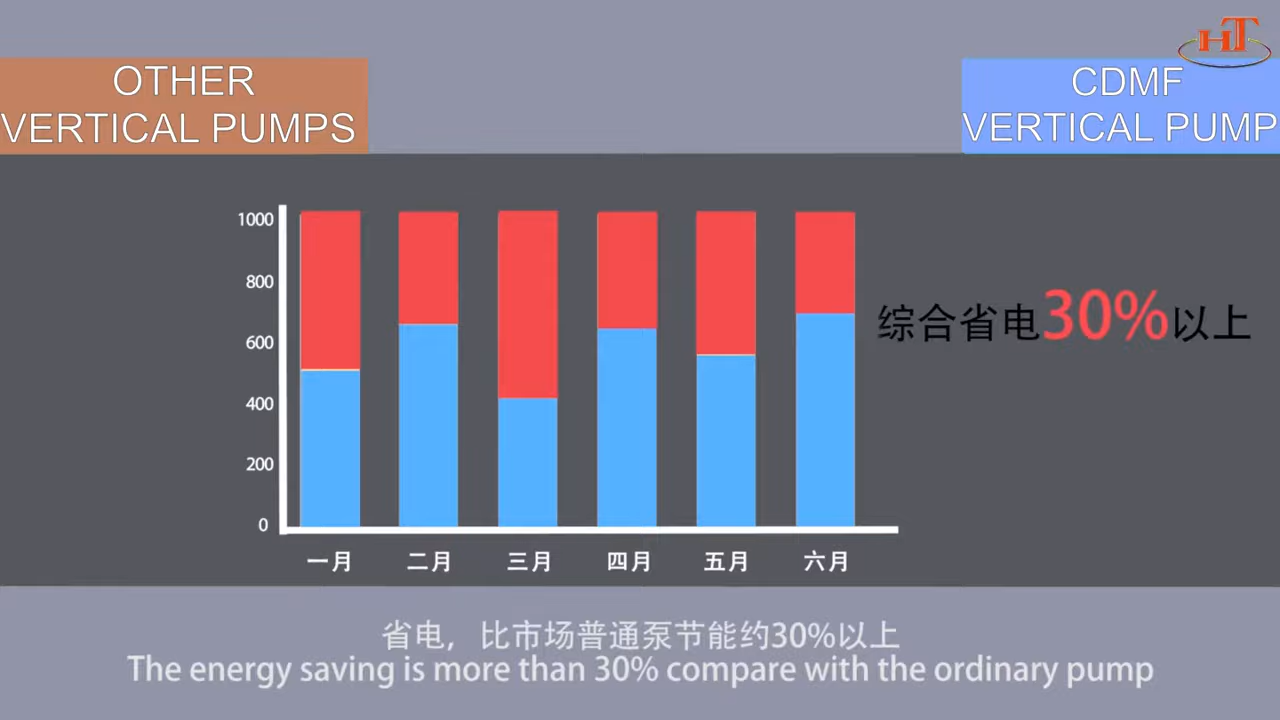 HT
OTHER
VERTICAL PUMPS
CDMF
VERTICAL PUMP
1000
800
600
400
200
0
一月 二月 三月 四月 五月 六月
综合省电30%以上
省电，比市场普通泵节能约30%以上
The energy saving is more than 30% compare with the ordinary pump